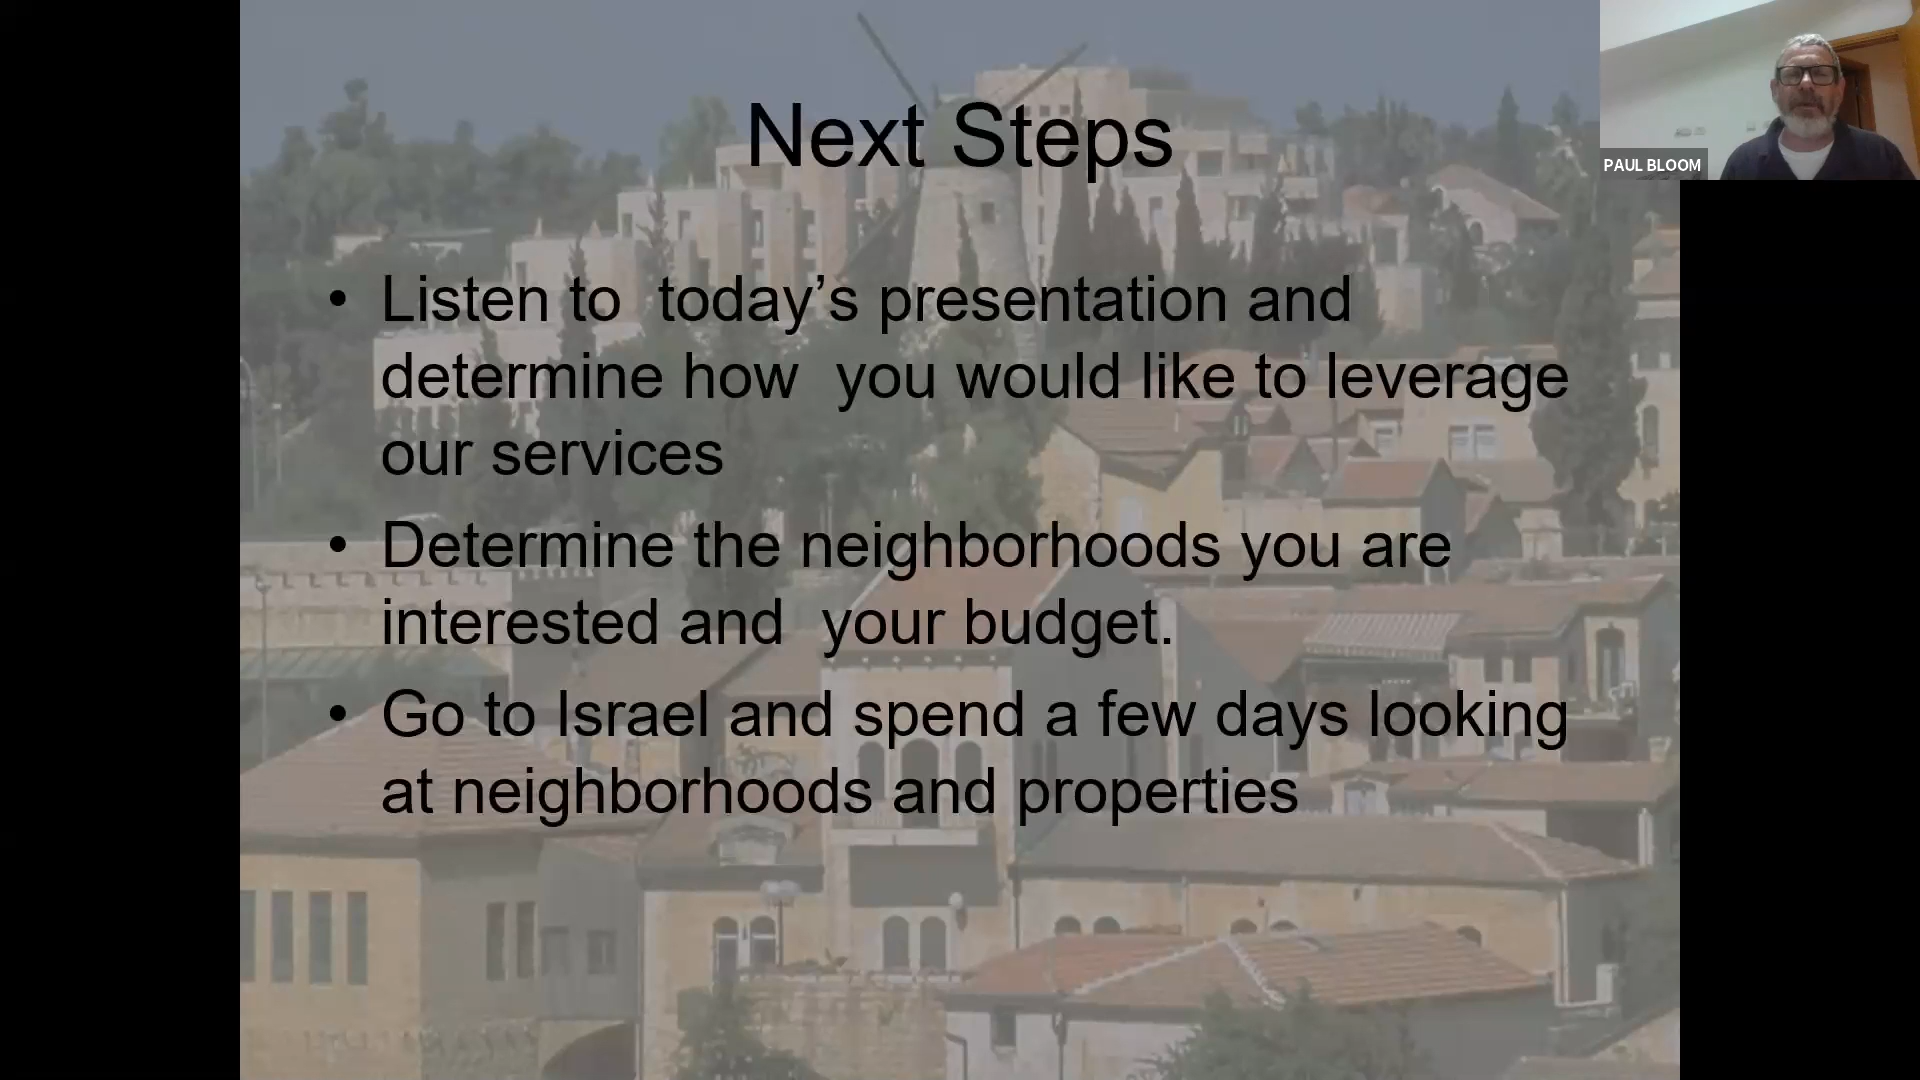 Next Steps
PAUL BLOOM
• Listen to  today’s presentation and
determine how  you would like to leverage
our services
• Determine the neighborhoods you are
interested and  your budget.
• Go to Israel and spend a few days looking
at neighborhoods and properties